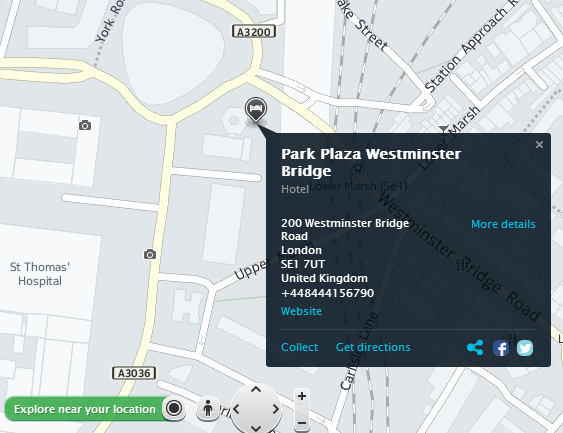 York Ro
A3200
ake Street
Station Approach R
Lower Marsh
Park Plaza Westminster
Bridge
Hotel
Lower Marsh (Se1)
200 Westminster Bridge
Road
London
SE1 7UT
United Kingdom
+448444156790
Website
More details
Westminster Bridge Road
Upper M
St Thomas'
Hospital
Collect
Get directions
Carlisle Lane
A3036
Explore near your location